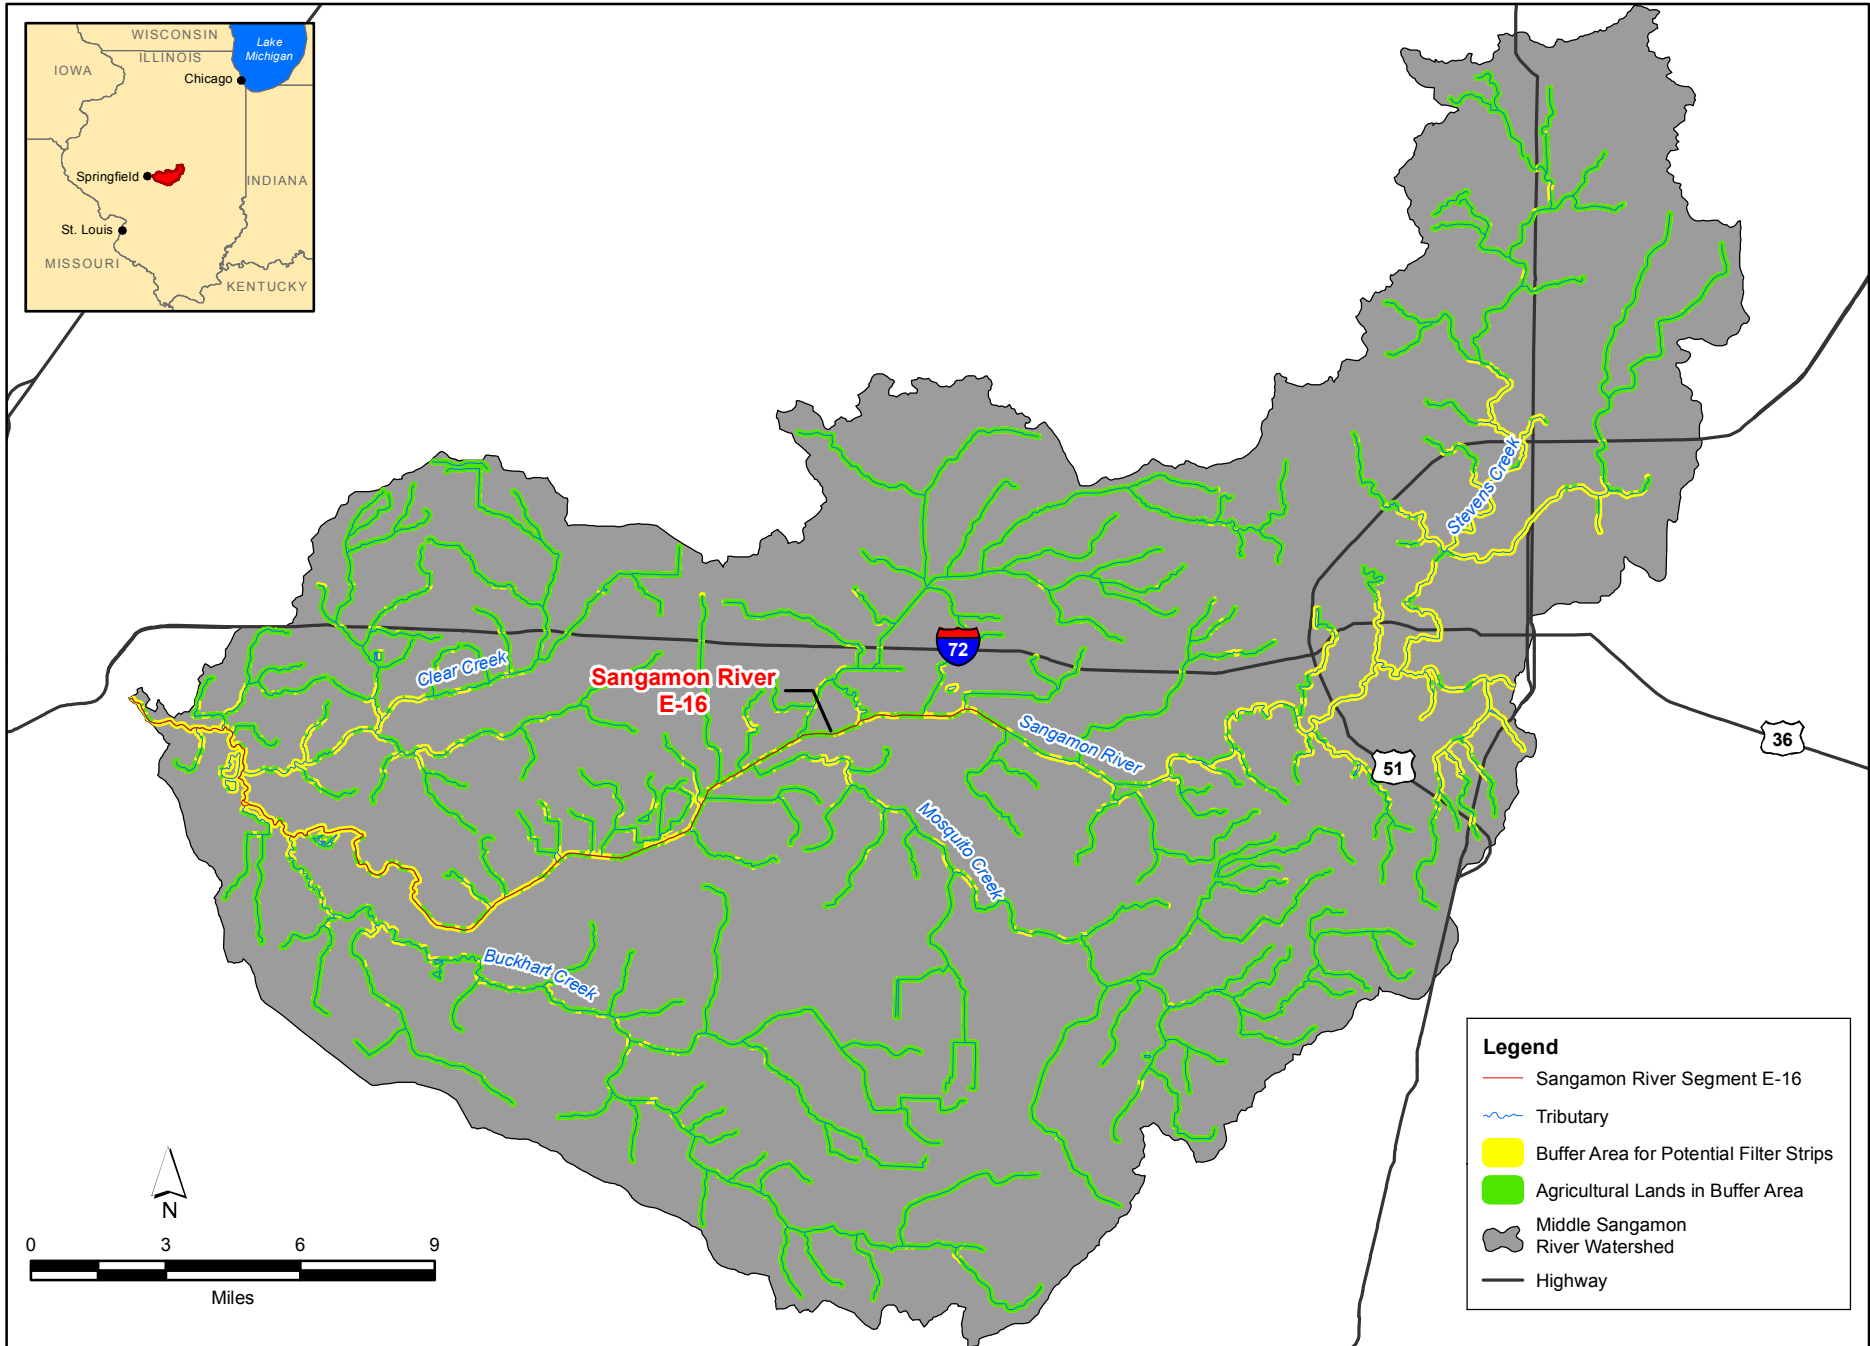 WISCONSIN
Lake
Michigan
ILLINOIS
IOWA
Chicago
Springfield
INDIANA
St. Louis
MISSOURI
KENTUCKY
Stevens Creek
Clear Creek
72
Sangamon River
E-16
Sangamon River
36
51
Mosquito Creek
Buckhart Creek
N
0 3 6 9
Miles
Legend
Sangamon River Segment E-16
Tributary
Buffer Area for Potential Filter Strips
Agricultural Lands in Buffer Area
Middle Sangamon
River Watershed
Highway